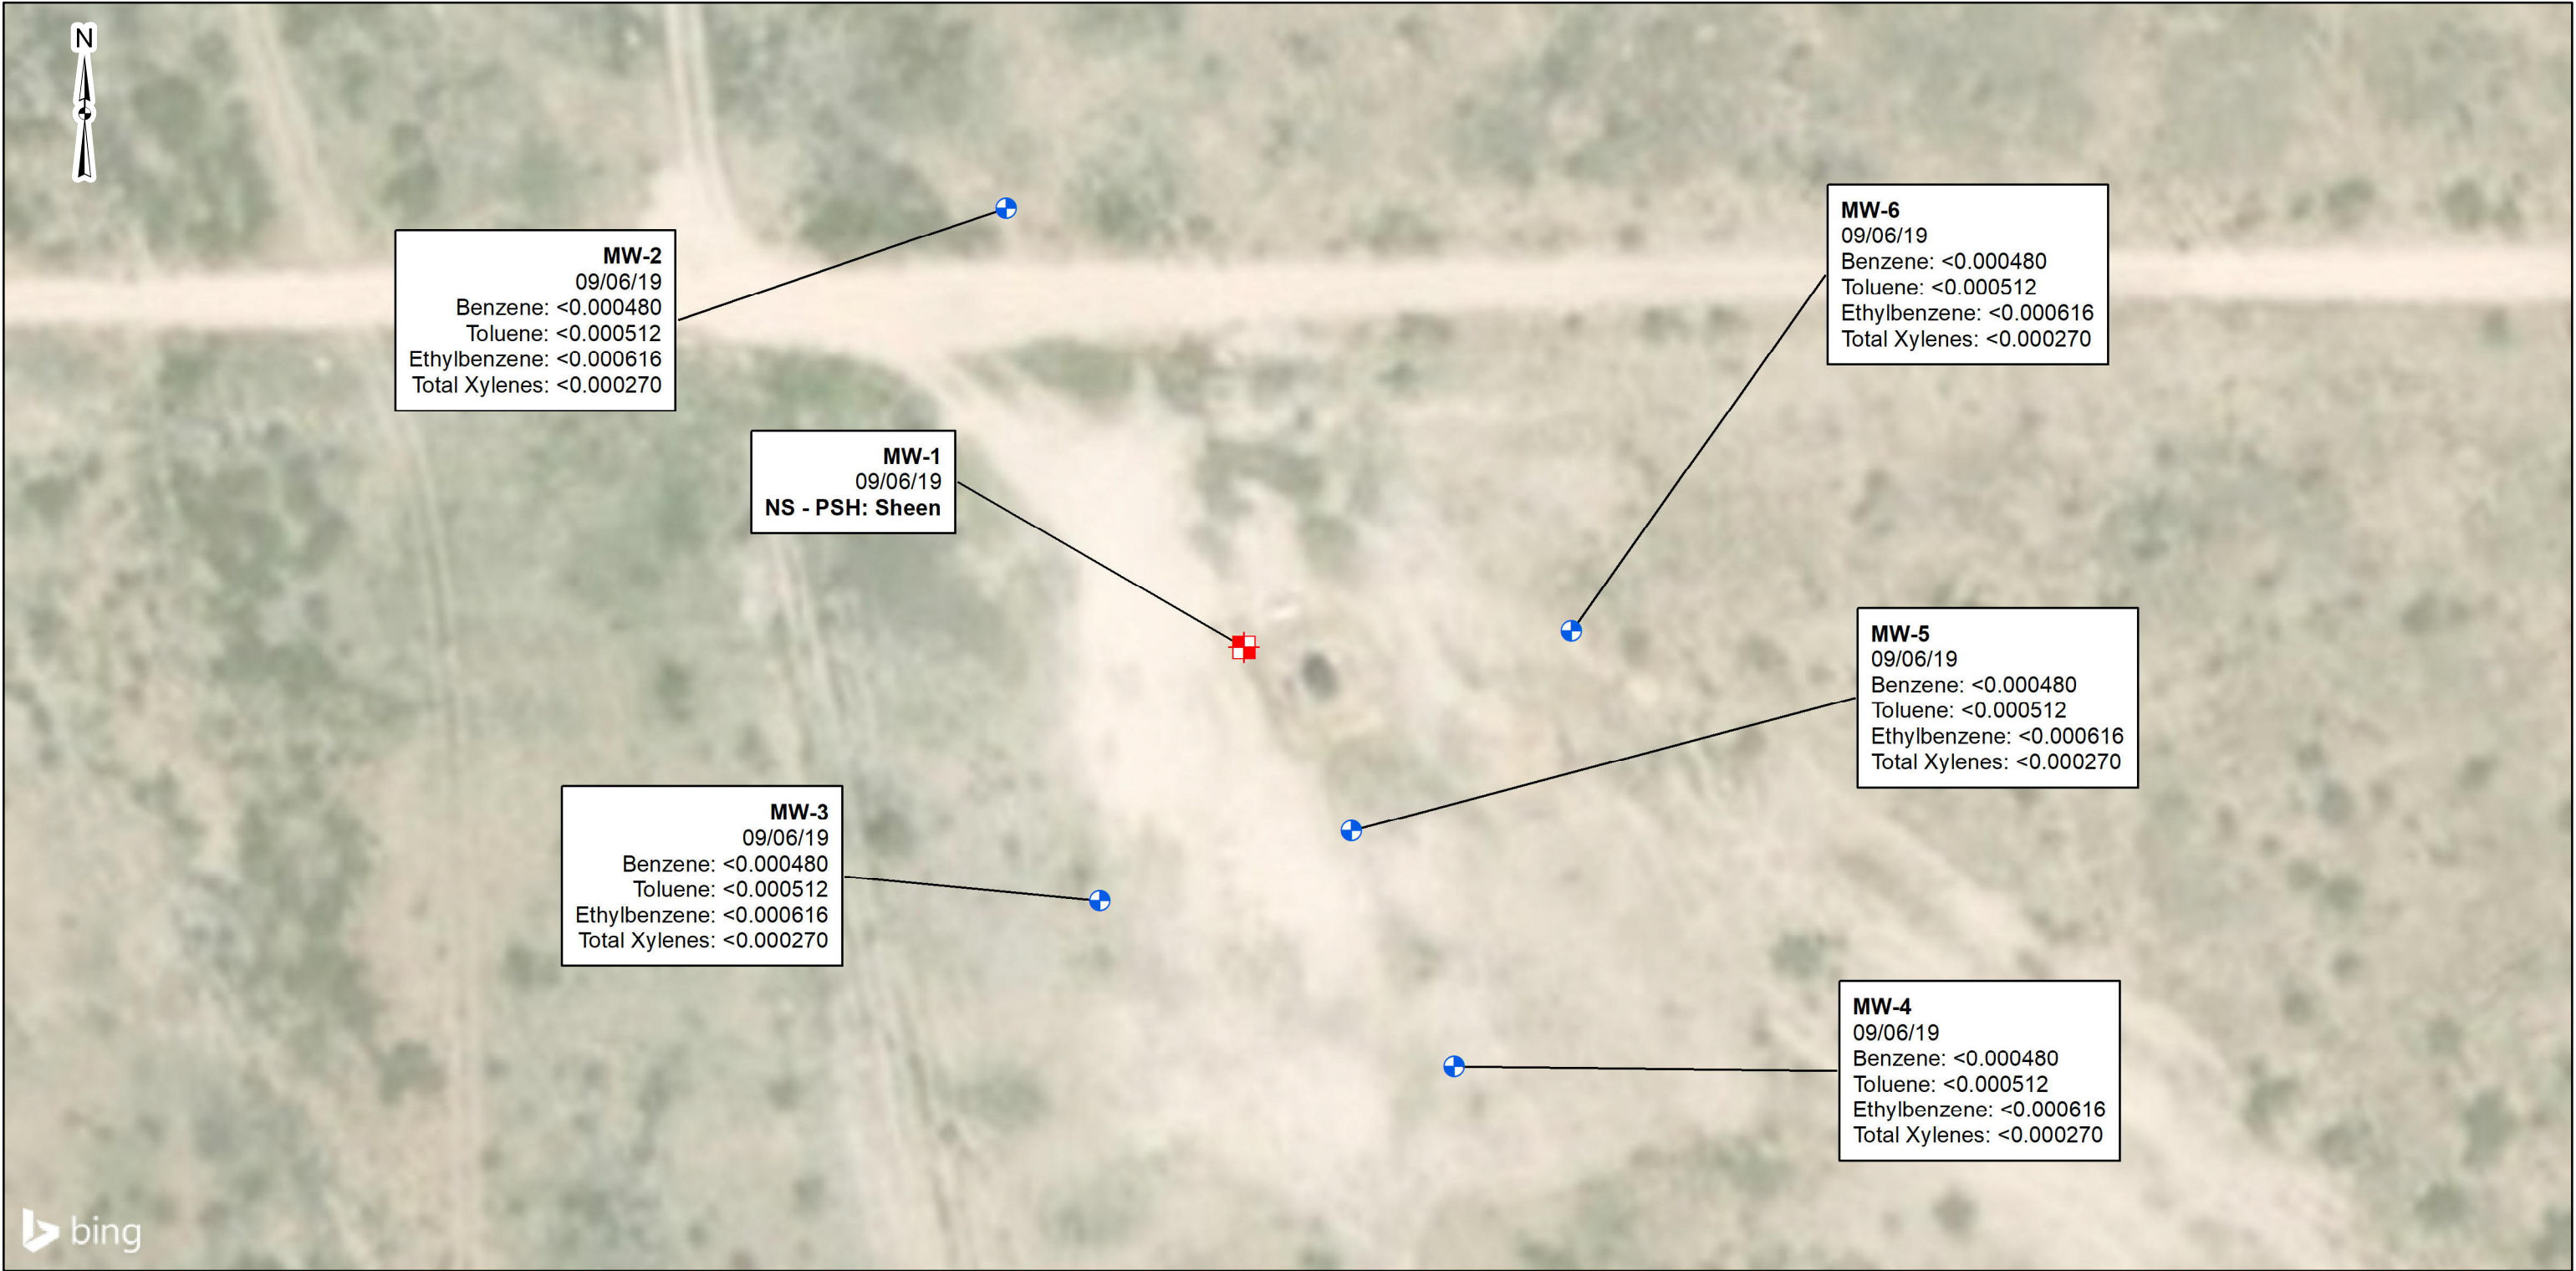 N
MW-2
09/06/19
Benzene: <0.000480
Toluene: <0.000512
Ethylbenzene: <0.000616
Total Xylenes: <0.000270
MW-6
09/06/19
Benzene: <0.000480
Toluene: <0.000512
Ethylbenzene: <0.000616
Total Xylenes: <0.000270
MW-1
09/06/19
NS - PSH: Sheen
MW-5
09/06/19
Benzene: <0.000480
Toluene: <0.000512
Ethylbenzene: <0.000616
Total Xylenes: <0.000270
MW-3
09/06/19
Benzene: <0.000480
Toluene: <0.000512
Ethylbenzene: <0.000616
Total Xylenes: <0.000270
MW-4
09/06/19
Benzene: <0.000480
Toluene: <0.000512
Ethylbenzene: <0.000616
Total Xylenes: <0.000270
bing